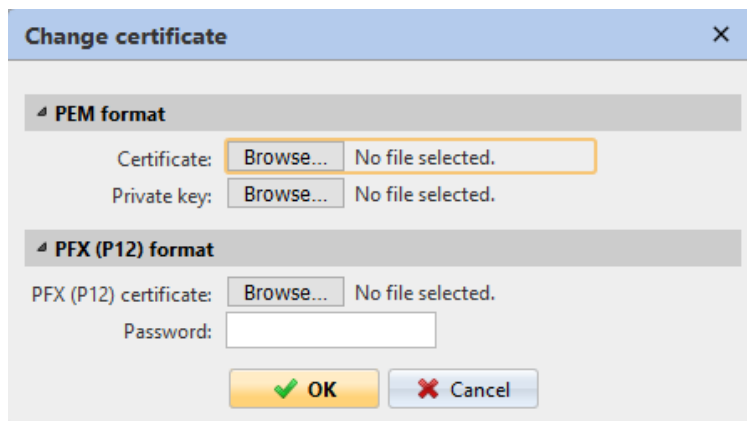 Change certificate
PEM format
Certificate: Browse... No file selected.
Private key: Browse... No file selected.
PFX (P12) format
PFX (P12) certificate: Browse... No file selected.
Password:
OK Cancel